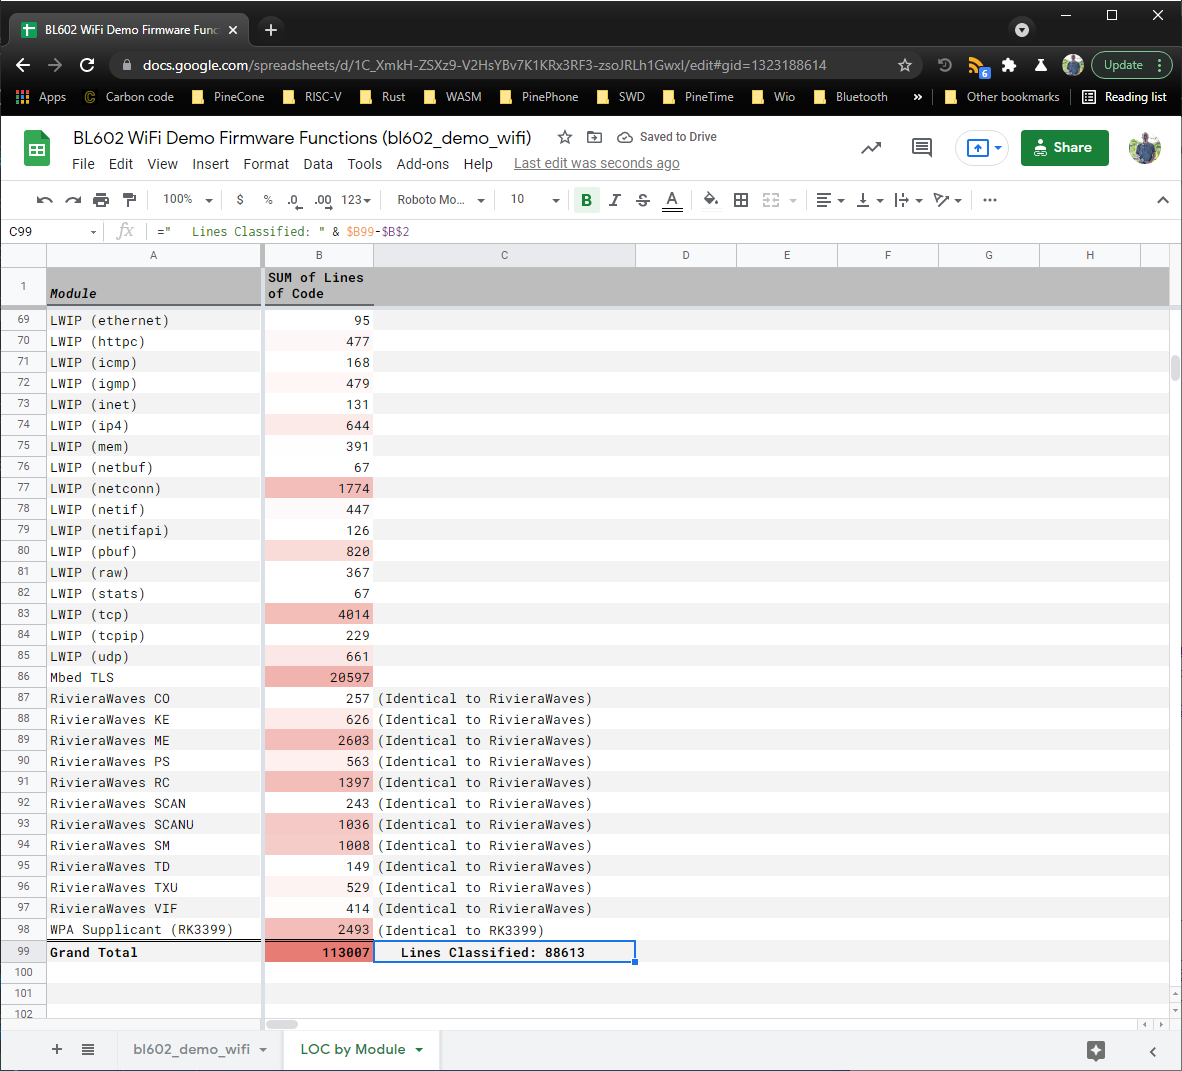 BL602 WiFi Demo Firmware Func
docs.google.com/spreadsheets/d/1C_XmkH-ZSXz9-V2HsYBv7K1KRx3RF3-zsoJRLh1GwxI/edit#gid=1323188614
6
Update
Apps
Carbon code
PineCone
RISC-V
Rust
WASM
PinePhone
SWD
PineTime
Wio
Bluetooth
»
Other bookmarks
Reading list
BL602 WiFi Demo Firmware Functions (bl602_demo_wifi)
Saved to Drive
File Edit View Insert Format Data Tools Add-ons Help Last edit was seconds ago
Share
100% $ % .0 .00 123 Roboto Mo... 10 B I S A
C99 fx =" Lines Classified: " & $B99-$B$2
A B C D E F G H
1 Module SUM of Lines of Code
69 LWIP (ethernet) 95
70 LWIP (httpc) 477
71 LWIP (icmp) 168
72 LWIP (igmp) 479
73 LWIP (inet) 131
74 LWIP (ip4) 644
75 LWIP (mem) 391
76 LWIP (netbuf) 67
77 LWIP (netconn) 1774
78 LWIP (netif) 447
79 LWIP (netifapi) 126
80 LWIP (pbuf) 820
81 LWIP (raw) 367
82 LWIP (stats) 67
83 LWIP (tcp) 4014
84 LWIP (tcpip) 229
85 LWIP (udp) 661
86 Mbed TLS 20597
87 RivieraWaves CO 257 (Identical to RivieraWaves)
88 RivieraWaves KE 626 (Identical to RivieraWaves)
89 RivieraWaves ME 2603 (Identical to RivieraWaves)
90 RivieraWaves PS 563 (Identical to RivieraWaves)
91 RivieraWaves RC 1397 (Identical to RivieraWaves)
92 RivieraWaves SCAN 243 (Identical to RivieraWaves)
93 RivieraWaves SCANU 1036 (Identical to RivieraWaves)
94 RivieraWaves SM 1008 (Identical to RivieraWaves)
95 RivieraWaves TD 149 (Identical to RivieraWaves)
96 RivieraWaves TXU 529 (Identical to RivieraWaves)
97 RivieraWaves VIF 414 (Identical to RivieraWaves)
98 WPA Supplicant (RK3399) 2493 (Identical to RK3399)
99 Grand Total 113007 Lines Classified: 88613
100
101
102
bl602_demo_wifi
LOC by Module